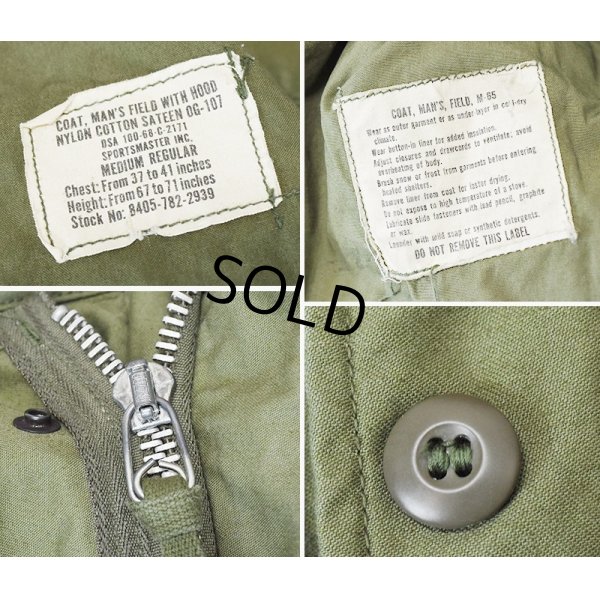 COAT, MAN'S FIELD WITH HOOD
NYLON COTTON SATEEN OG-107
DSA 100-68-C-2171
SPORTSMASTER INC.
MEDIUM REGULAR
Chest: From 37 to 41 inches
Height: From 67 to 71 inches
Stock No: 8405-782-2939
COAT, MAN'S, FIELD, M-65
Wear as outer garment or as under layer in cold-dry
climate.
Wear button-in liner for added insulation.
Adjust closures and drawcords to ventilate; avoid
overheating of body.
Brush snow or frost from garments before entering
heated shelters.
Remove liner from coat for faster drying.
Do not expose to high temperature of a stove.
Lubricate slide fasteners with lead pencil, graphite
or wax.
Launder with mild soap or synthetic detergents.
DO NOT REMOVE THIS LABEL
SOLD